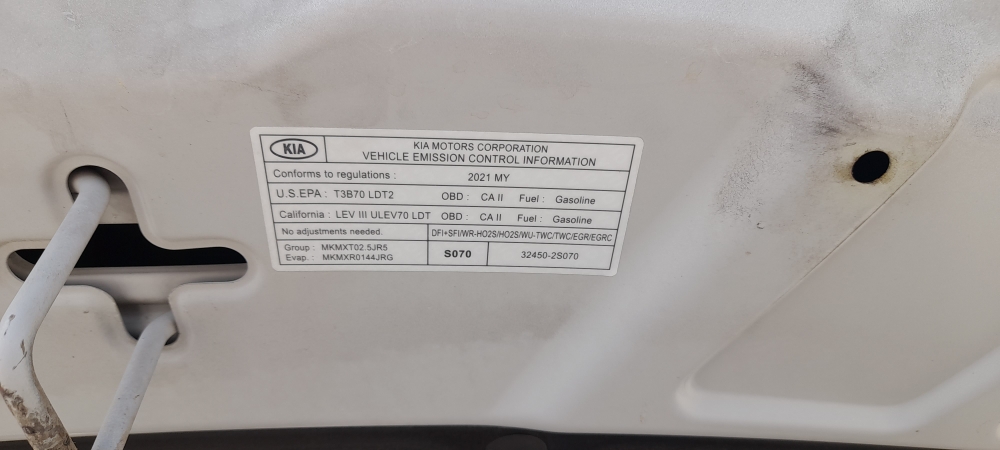 KIA
KIA MOTORS CORPORATION
VEHICLE EMISSION CONTROL INFORMATION
Conforms to regulations : 2021 MY
U.S.EPA : T3B70 LDT2 OBD : CA II Fuel : Gasoline
California : LEV III ULEV70 LDT OBD : CA II Fuel : Gasoline
No adjustments needed. DFI+SFI/WR-HO2S/HO2S/WU-TWC/TWC/EGR/EGRC
Group : MKMXT02.5JR5
Evap. : MKMXR0144JRG
S070
32450-2S070